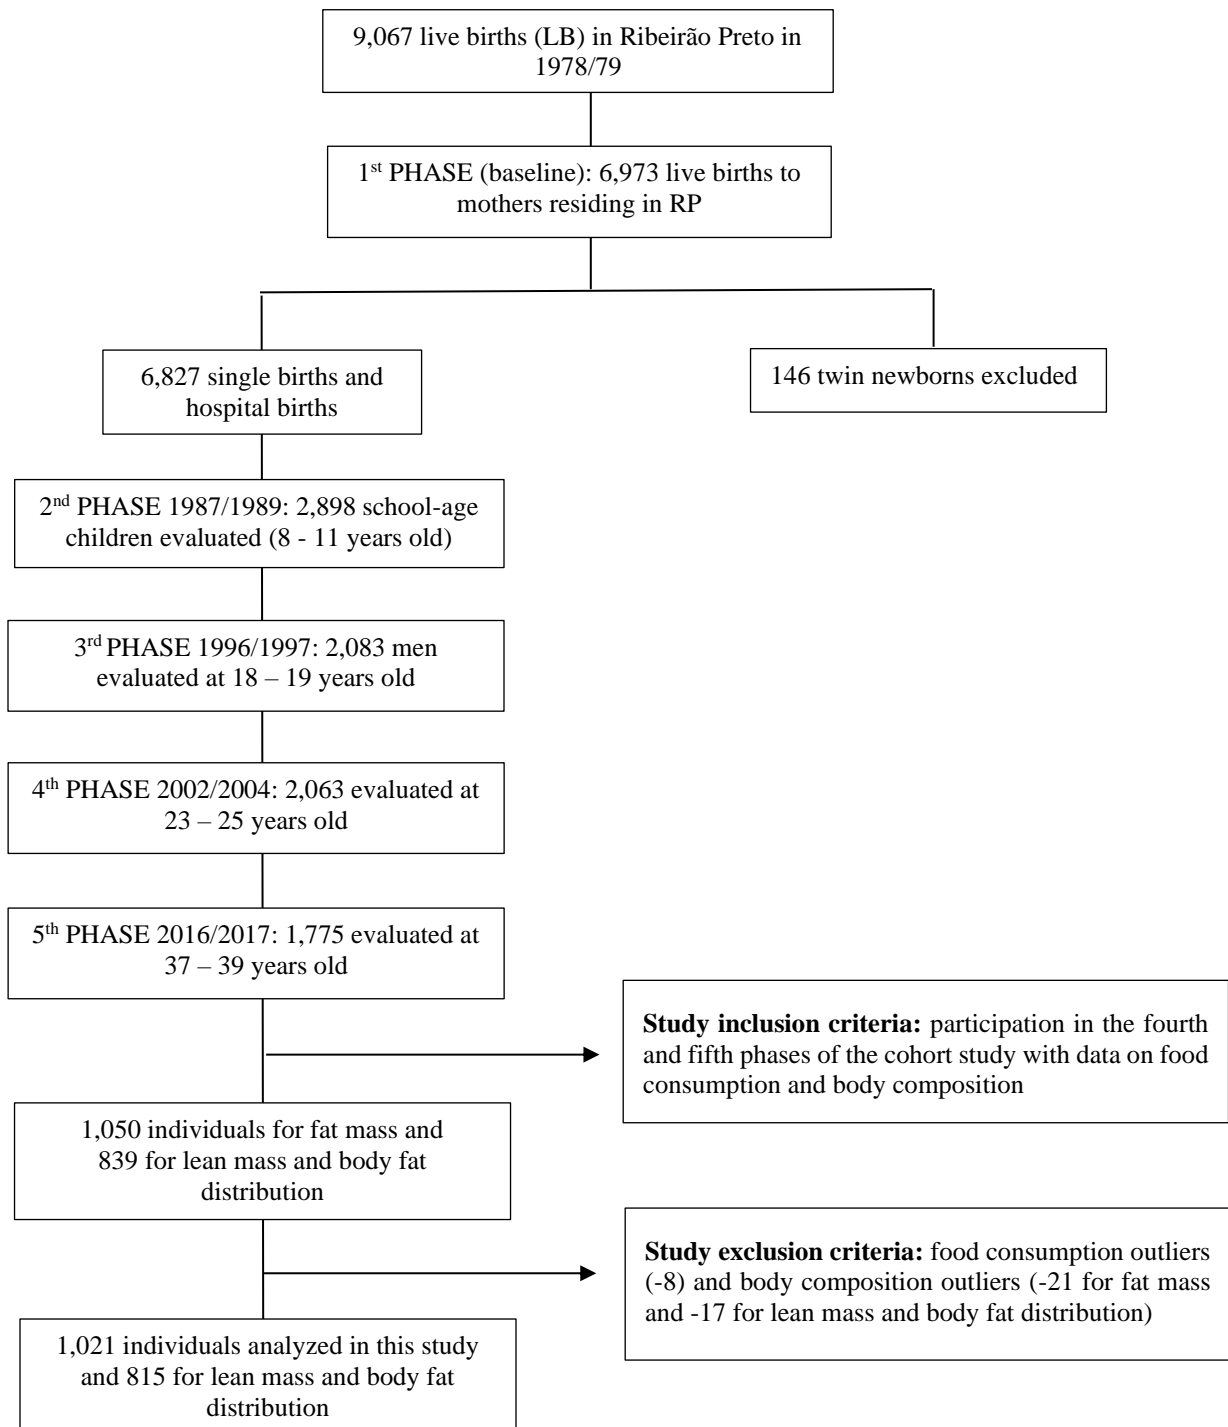 9,067 live births (LB) in Ribeirão Preto in
1978/79
1st PHASE (baseline): 6,973 live births to
mothers residing in RP
6,827 single births and
hospital births
146 twin newborns excluded
2nd PHASE 1987/1989: 2,898 school-age
children evaluated (8 - 11 years old)
3rd PHASE 1996/1997: 2,083 men
evaluated at 18 – 19 years old
4th PHASE 2002/2004: 2,063 evaluated at
23 – 25 years old
5th PHASE 2016/2017: 1,775 evaluated at
37 – 39 years old
Study inclusion criteria: participation in the fourth
and fifth phases of the cohort study with data on food
consumption and body composition
1,050 individuals for fat mass and
839 for lean mass and body fat
distribution
Study exclusion criteria: food consumption outliers
(-8) and body composition outliers (-21 for fat mass
and -17 for lean mass and body fat distribution)
1,021 individuals analyzed in this study
and 815 for lean mass and body fat
distribution